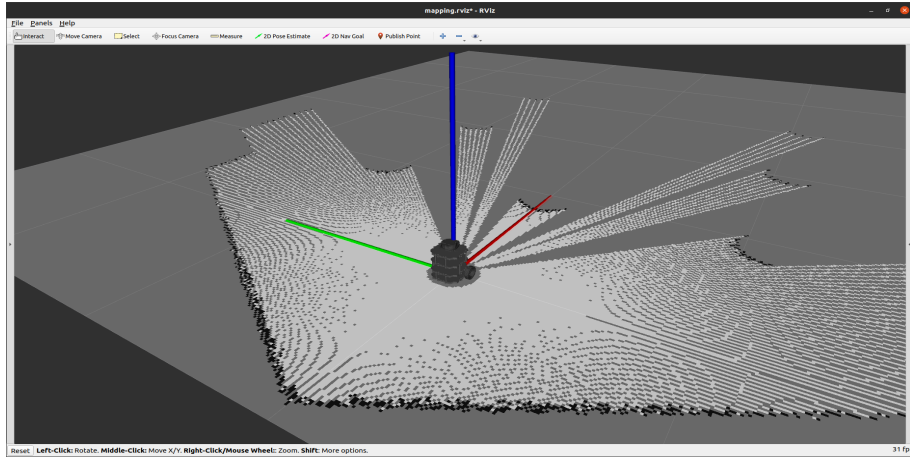 mapping.rviz* - RViz
File Panels Help
Interact Move Camera Select Focus Camera Measure 2D Pose Estimate 2D Nav Goal Publish Point
Reset Left-Click: Rotate. Middle-Click: Move X/Y. Right-Click/Mouse Wheel:: Zoom. Shift: More options. 31 fp